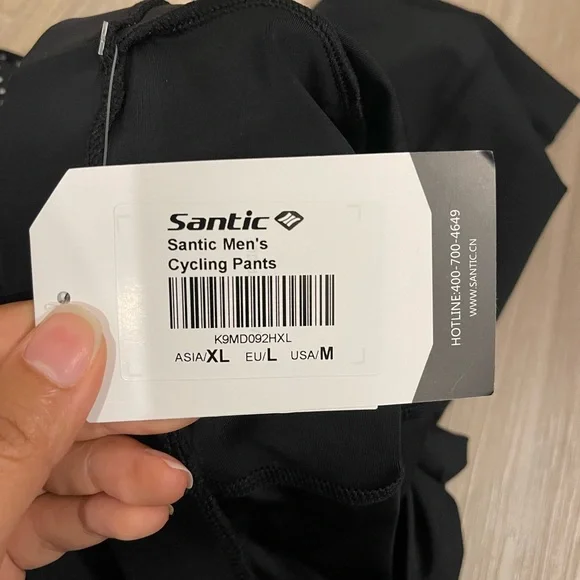 Santic
Santic Men's
Cycling Pants
K9MD092HXL
ASIA/XL EU/L USA/M
HOTLINE:400-700-4649
WWW.SANTIC.CN